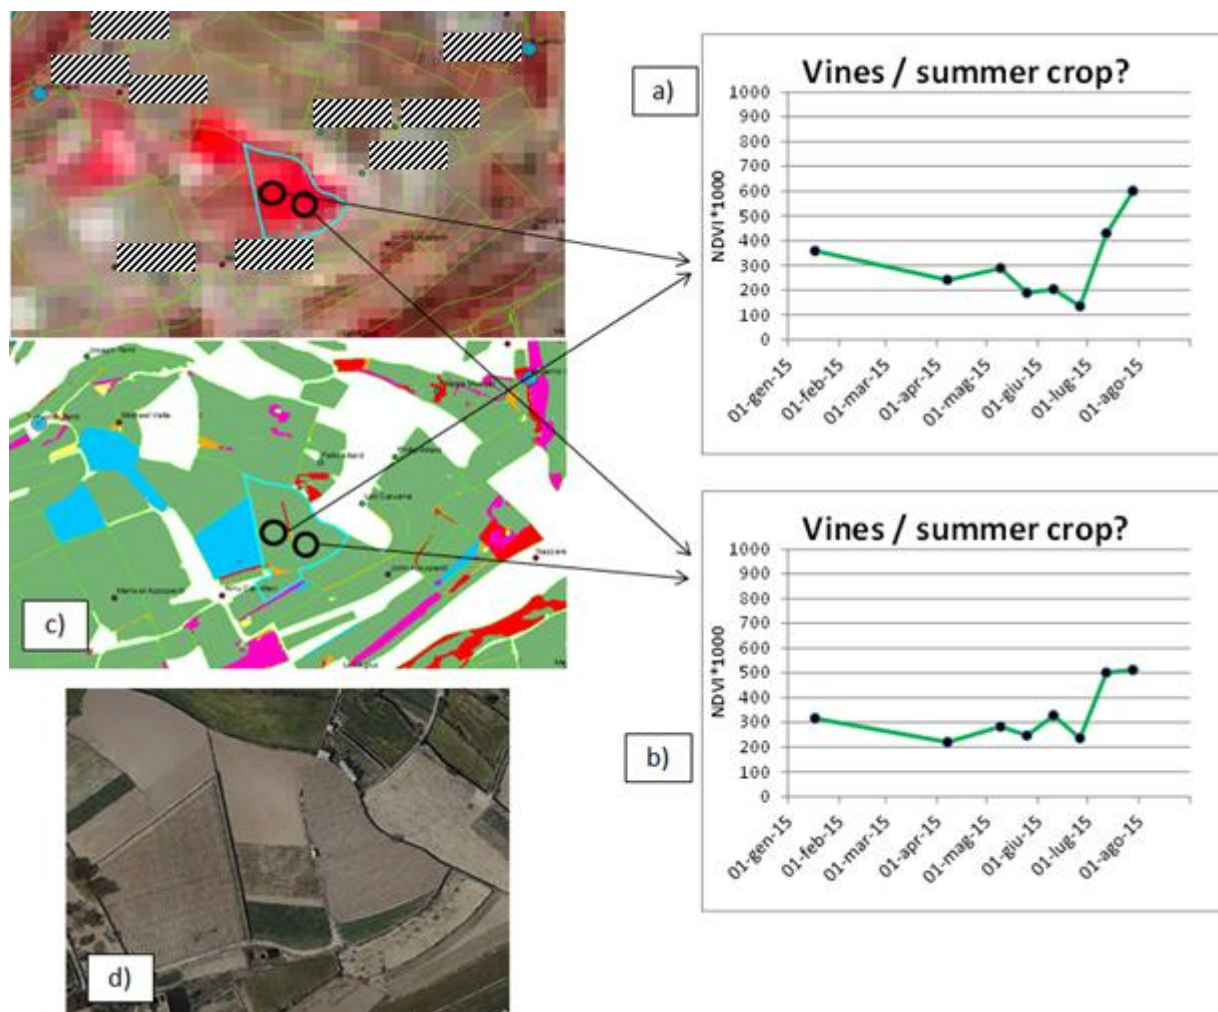 a)
Vines / summer crop?
1000
900
800
700
600
500
400
300
200
100
0
NDVI*1000
01-gen-15
01-feb-15
01-mar-15
01-apr-15
01-mag-15
01-giu-15
01-lug-15
01-ago-15
c)
b)
Vines / summer crop?
1000
900
800
700
600
500
400
300
200
100
0
NDVI*1000
01-gen-15
01-feb-15
01-mar-15
01-apr-15
01-mag-15
01-giu-15
01-lug-15
01-ago-15
d)